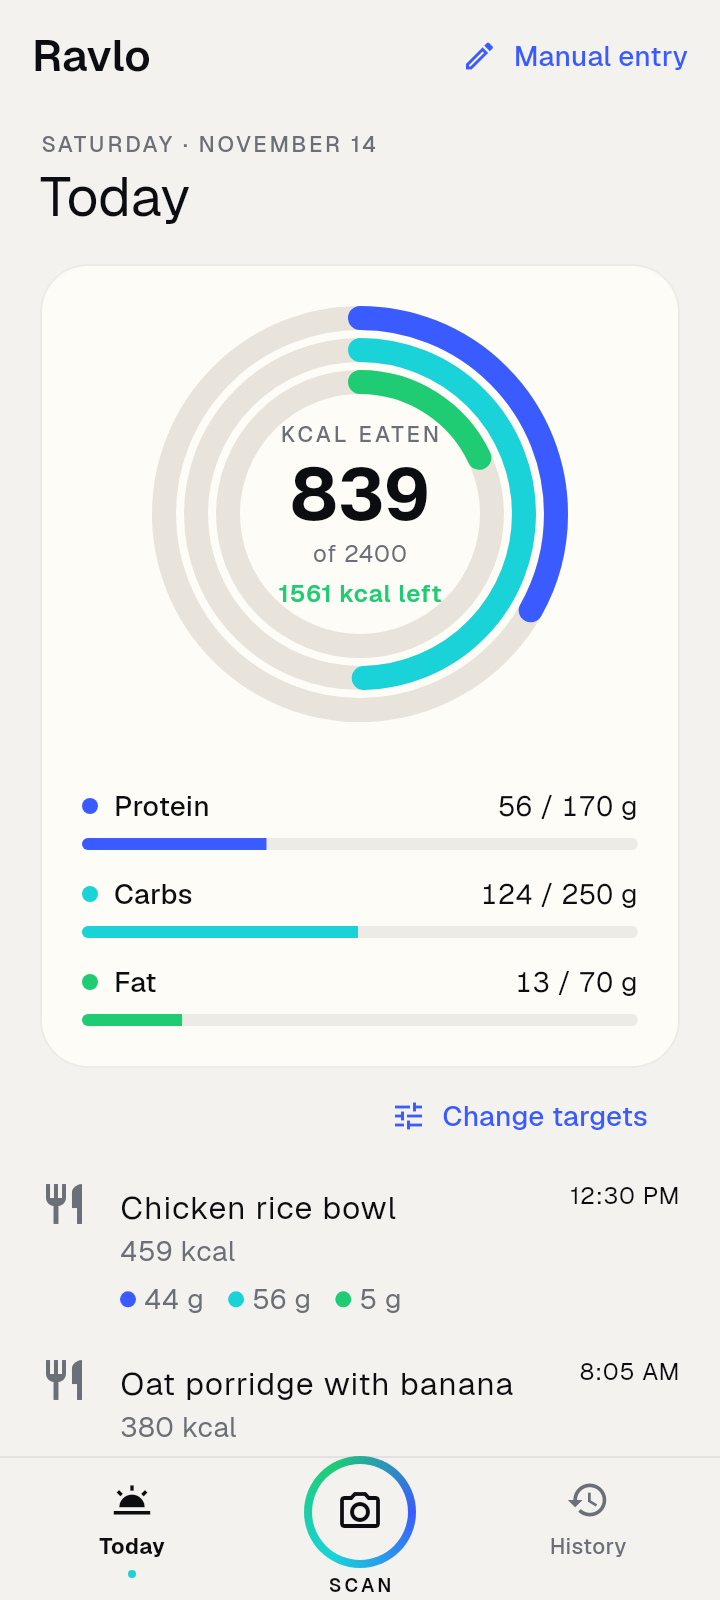 Ravlo
Manual entry
SATURDAY · NOVEMBER 14
Today
KCAL EATEN
839
of 2400
1561 kcal left
Protein 56 / 170 g
Carbs 124 / 250 g
Fat 13 / 70 g
Change targets
Chicken rice bowl 12:30 PM
459 kcal
44 g 56 g 5 g
Oat porridge with banana 8:05 AM
380 kcal
Today
SCAN
History